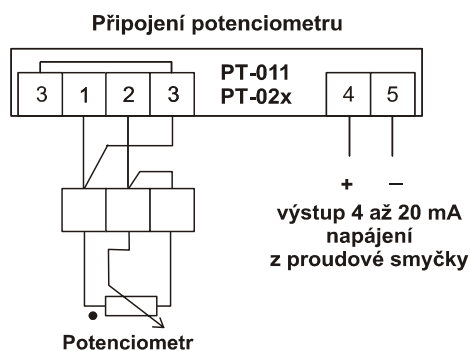 Připojení potenciometru
PT-011
PT-02x
3 1 2 3 4 5
+ –
výstup 4 až 20 mA
napájení
z proudové smyčky
Potenciometr